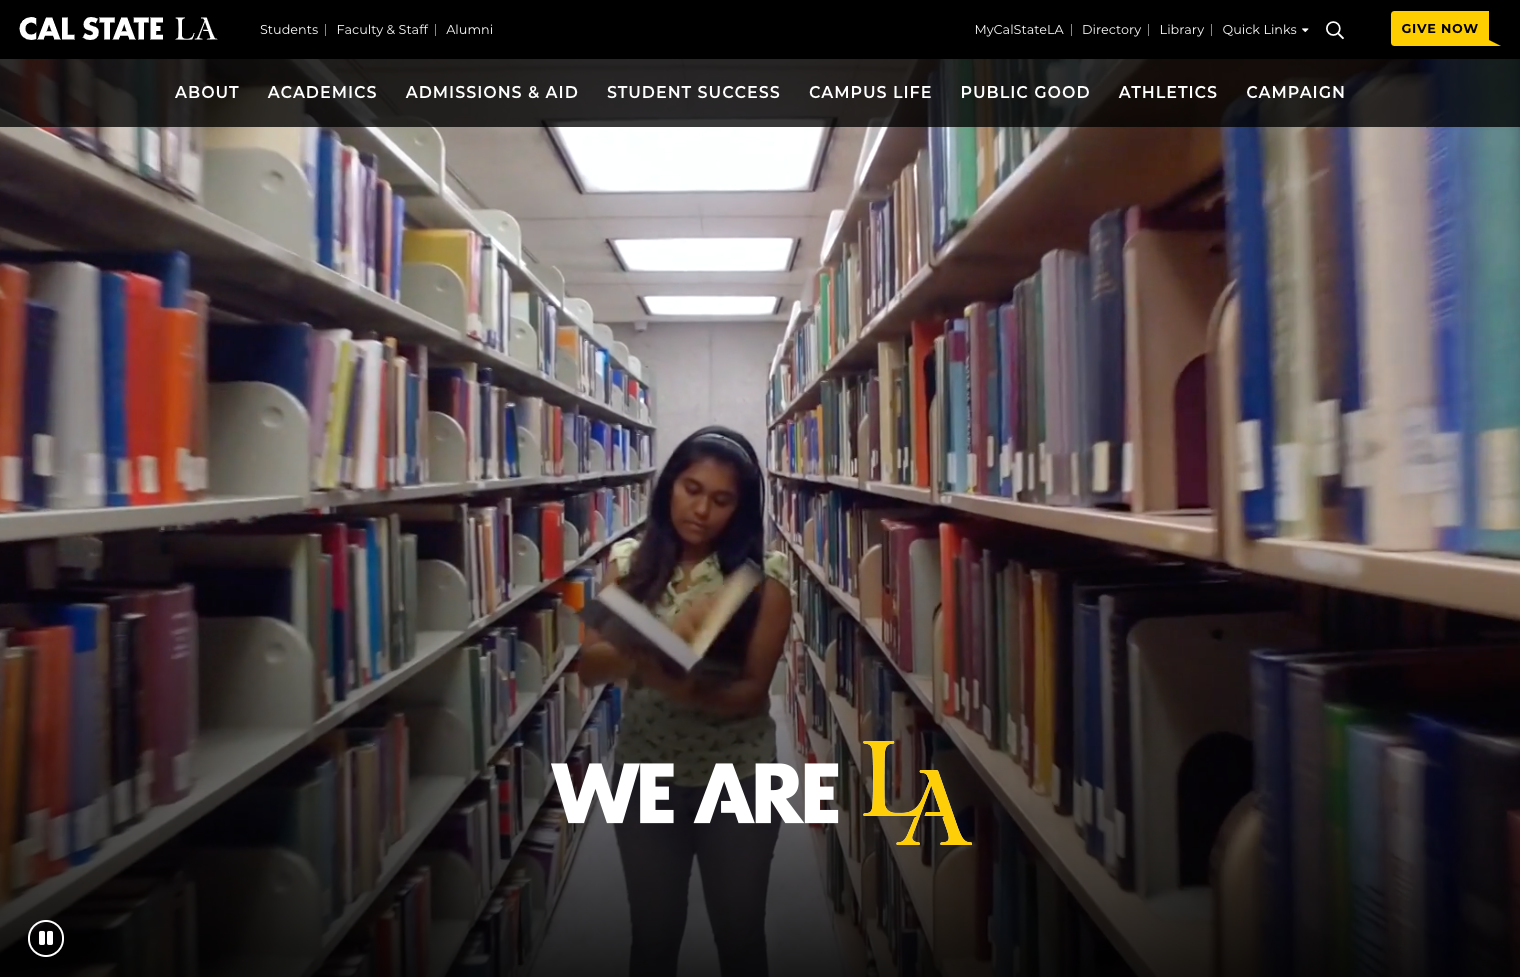 CAL STATE LA
Students Faculty & Staff Alumni
MyCalStateLA Directory Library Quick Links
GIVE NOW
ABOUT ACADEMICS ADMISSIONS & AID STUDENT SUCCESS CAMPUS LIFE PUBLIC GOOD ATHLETICS CAMPAIGN
WE ARE LA